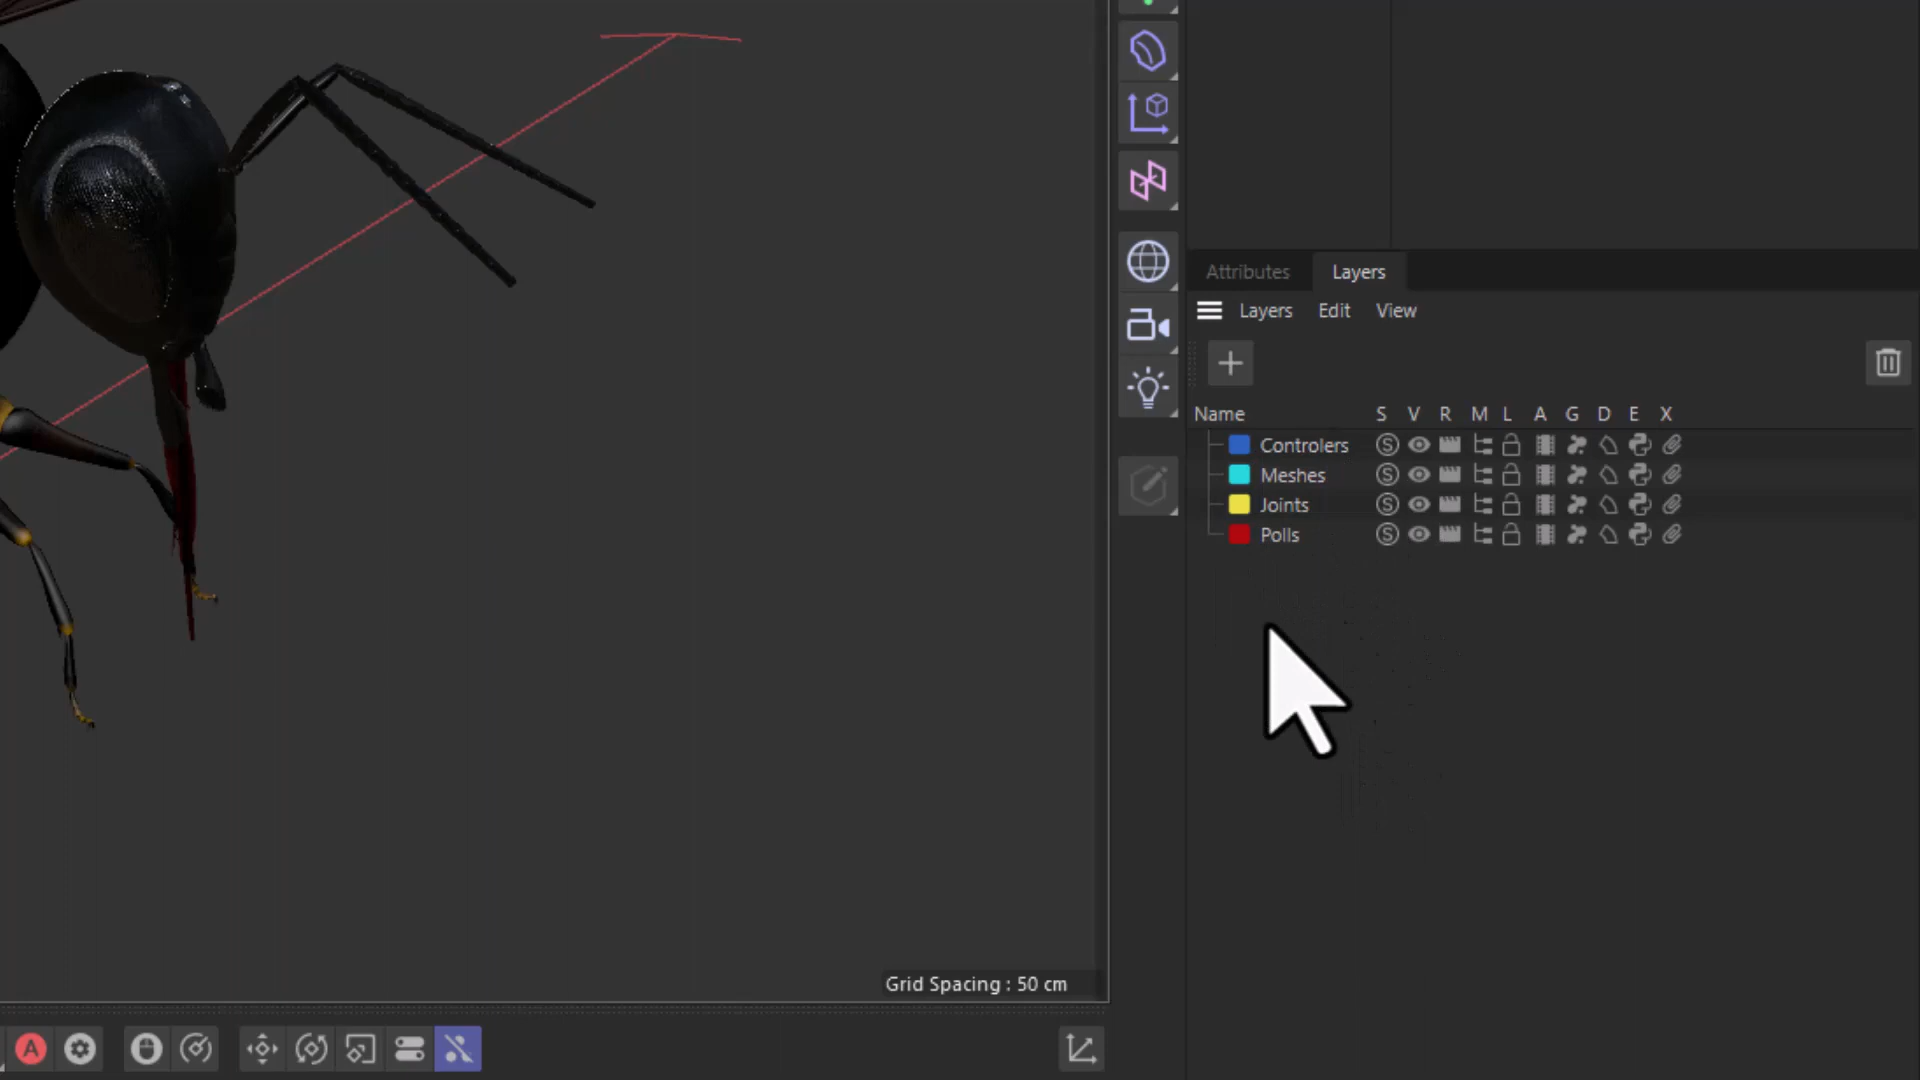 Attributes Layers
Layers Edit View
Name S V R M L A G D E X
Controlers
Meshes
Joints
Polls
Grid Spacing : 50 cm
A